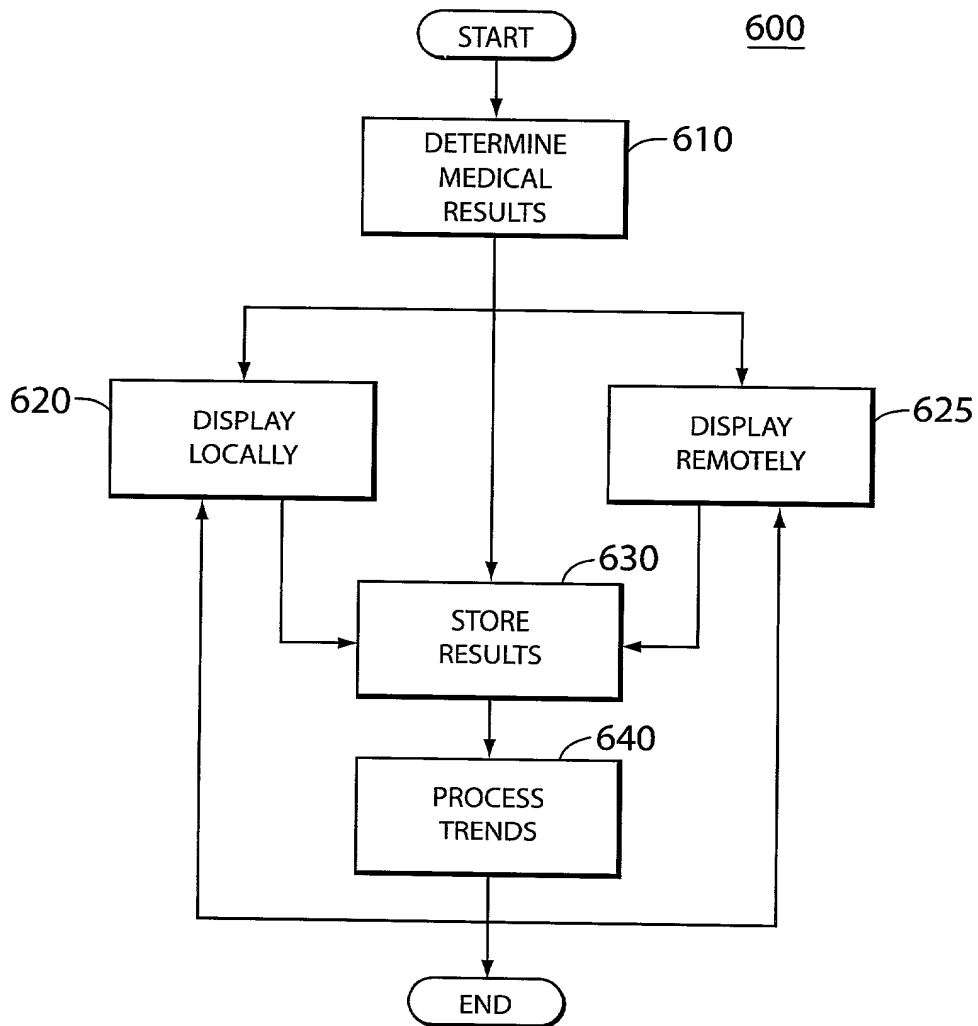 START
600
DETERMINE
MEDICAL
RESULTS
610
620
DISPLAY
LOCALLY
DISPLAY
REMOTELY
625
630
STORE
RESULTS
640
PROCESS
TRENDS
END